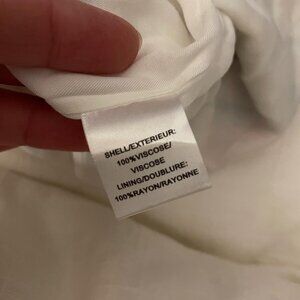 SHELL/EXTERIEUR:
100%VISCOSE/
VISCOSE
LINING/DOUBLURE:
100%RAYON/RAYONNE